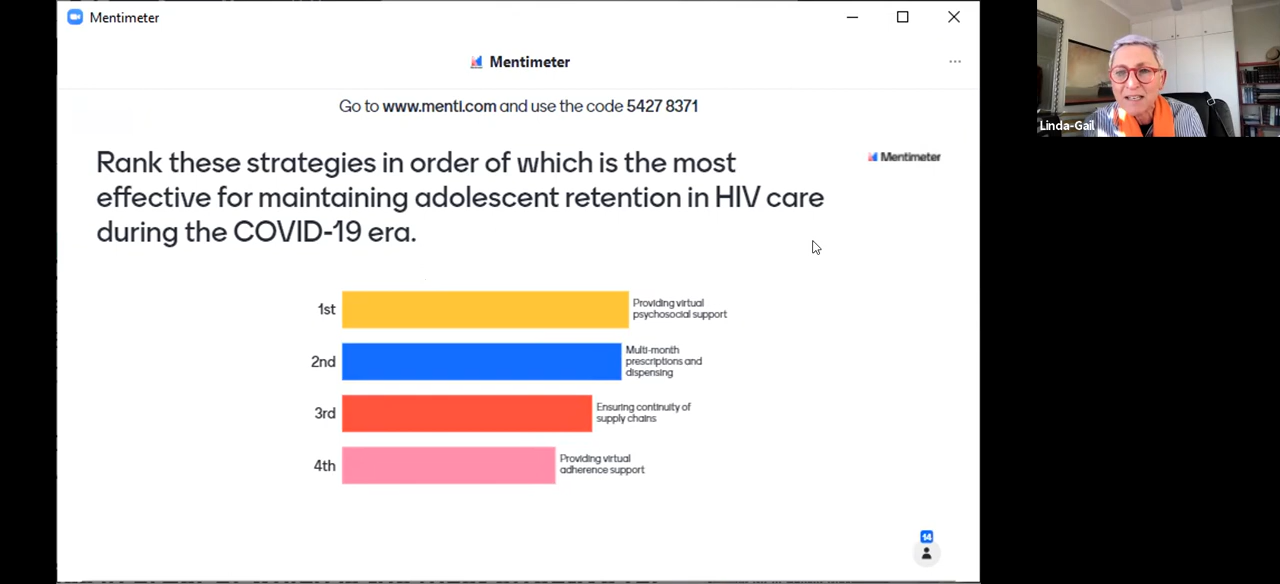 Mentimeter
Mentimeter
Go to www.menti.com and use the code 5427 8371
Mentimeter
Rank these strategies in order of which is the most
effective for maintaining adolescent retention in HIV care
during the COVID-19 era.
1st
Providing virtual
psychosocial support
2nd
Multi-month
prescriptions and
dispensing
3rd
Ensuring continuity of
supply chains
4th
Providing virtual
adherence support
14
Linda-Gail